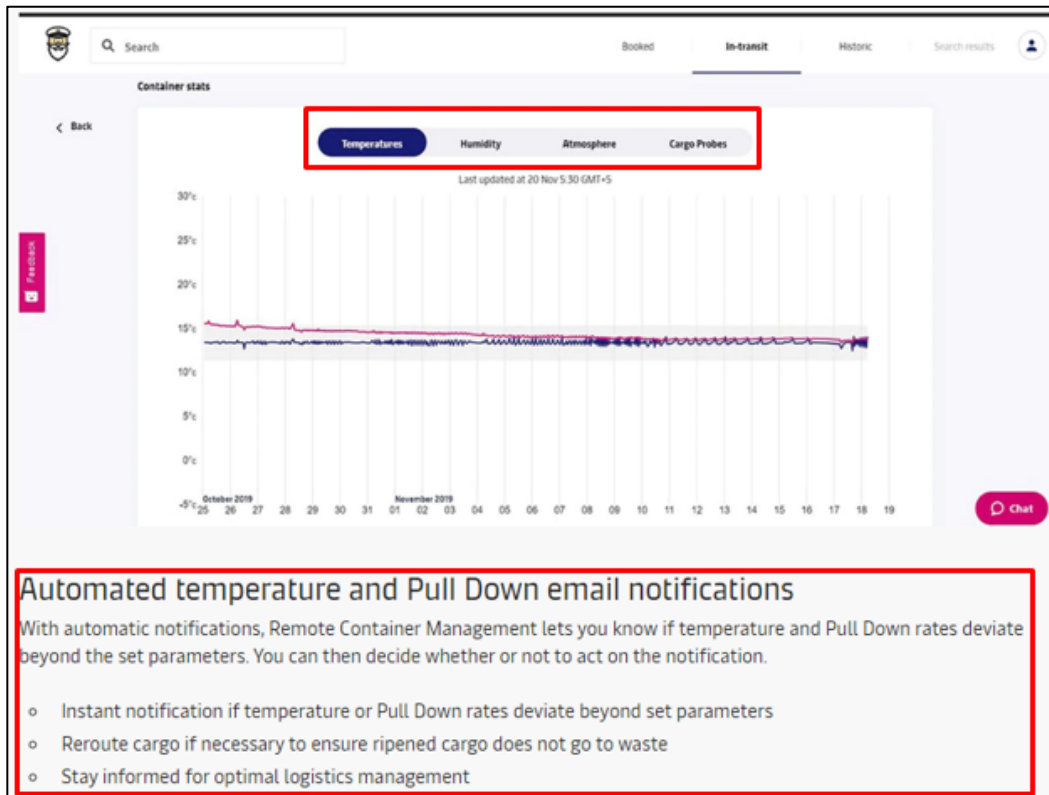 Search
Booked
In-transit
Historic
Search results
Container stats
Back
Temperatures
Humidity
Atmosphere
Cargo Probes
Last updated at 20 Nov 5:30 GMT+5
30°c
25°c
20°c
15°c
10°c
5°c
0°c
-5°c
October 2019
November 2019
25 26 27 28 29 30 31 01 02 03 04 05 06 07 08 09 10 11 12 13 14 15 16 17 18 19
Feedback
Chat
Automated temperature and Pull Down email notifications
With automatic notifications, Remote Container Management lets you know if temperature and Pull Down rates deviate
beyond the set parameters. You can then decide whether or not to act on the notification.
Instant notification if temperature or Pull Down rates deviate beyond set parameters
Reroute cargo if necessary to ensure ripened cargo does not go to waste
Stay informed for optimal logistics management